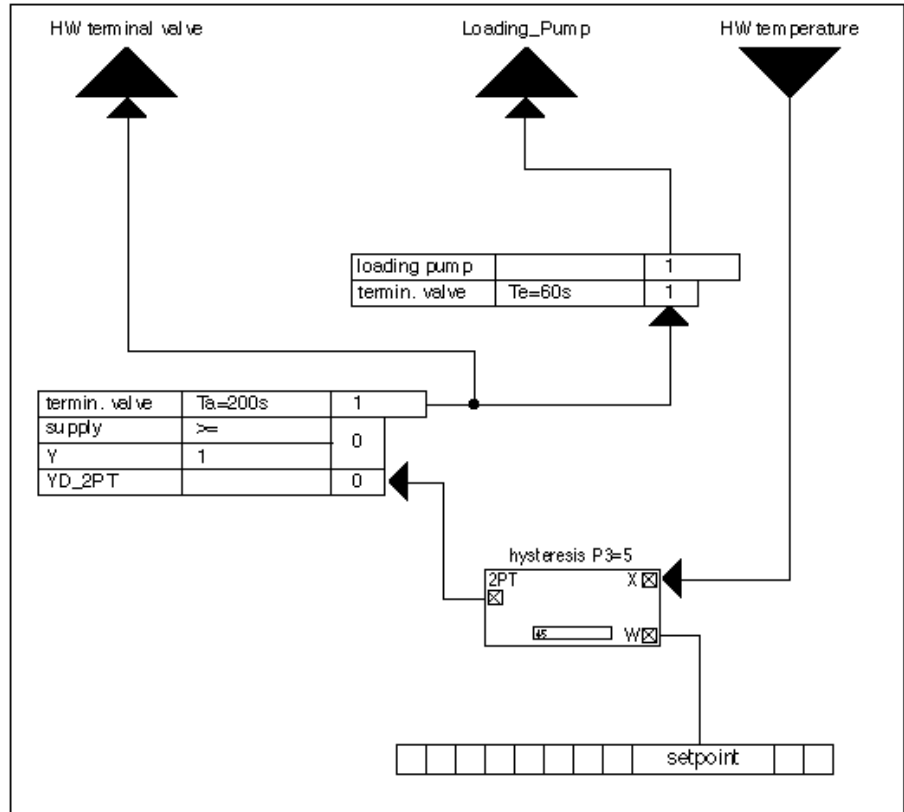 HW terminal valve
Loading_Pump
HW temperature
loading pump 1
termin. valve Te=60s 1
termin. valve Ta=200s 1
supply >= 0
Y 1
YD_2PT 0
hysteresis P3=5
2PT X
45 W
setpoint